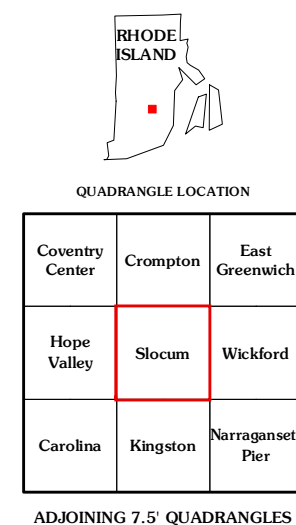 RHODE
ISLAND
QUADRANGLE LOCATION
Coventry
Center
Crompton
East
Greenwich
Hope
Valley
Slocum
Wickford
Carolina
Kingston
Narraganset
Pier
ADJOINING 7.5' QUADRANGLES